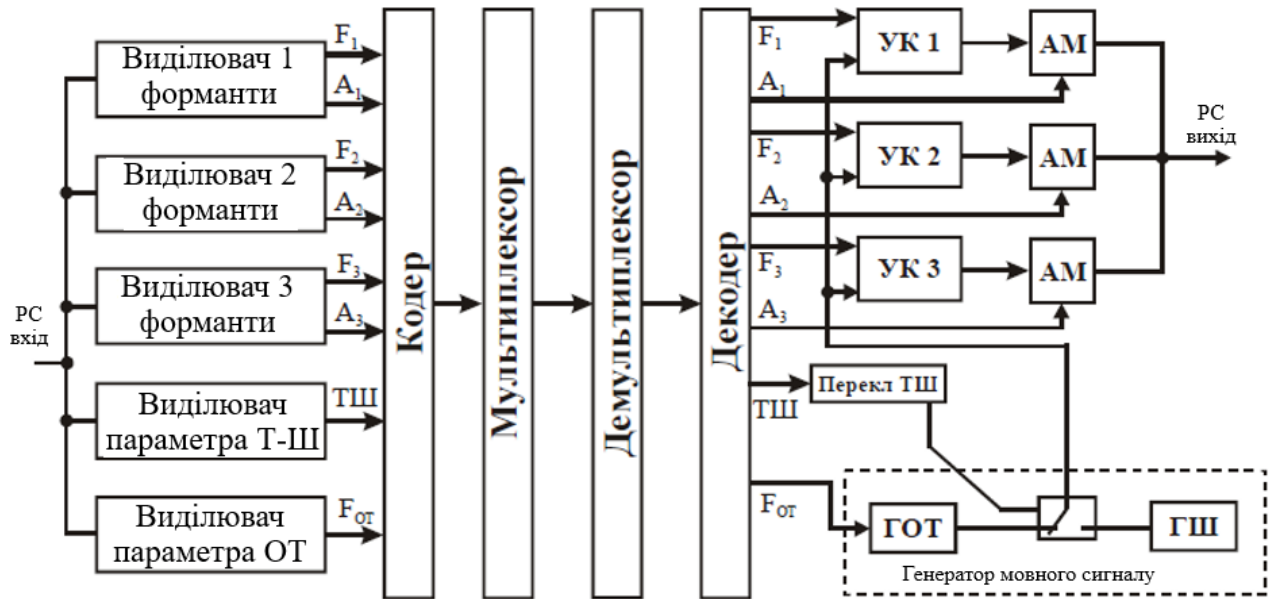 РС
вхід
Виділювач 1
форманти
F₁
A₁
Виділювач 2
форманти
F₂
A₂
Виділювач 3
форманти
F₃
A₃
Виділювач
параметра Т-Ш
ТШ
Виділювач
параметра ОТ
Fот
Кодер
Мультиплексор
Демультиплексор
Декодер
F₁
A₁
F₂
A₂
F₃
A₃
ТШ
Fот
УК 1
АМ
УК 2
АМ
УК 3
АМ
РС
вихід
Перекл ТШ
ГОТ
ГШ
Генератор мовного сигналу